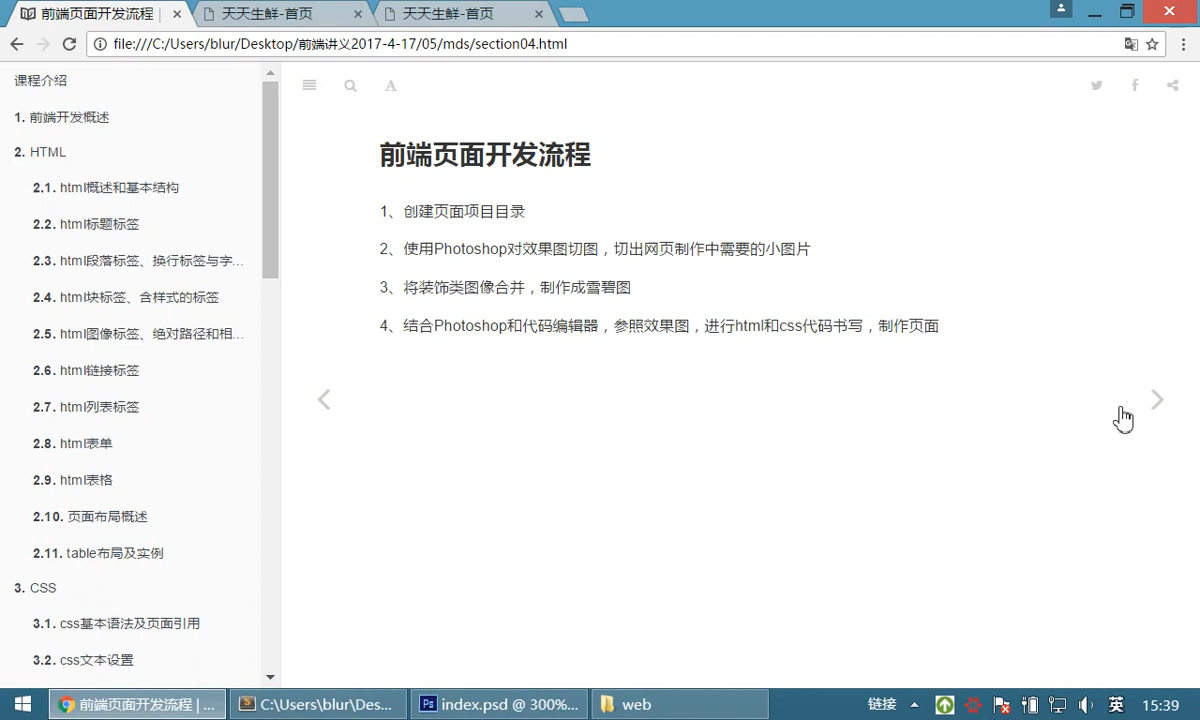 前端页面开发流程
天天生鲜-首页
天天生鲜-首页
file:///C:/Users/blur/Desktop/前端讲义2017-4-17/05/mds/section04.html
课程介绍
1. 前端开发概述
2. HTML
2.1. html概述和基本结构
2.2. html标题标签
2.3. html段落标签、换行标签与字...
2.4. html块标签、含样式的标签
2.5. html图像标签、绝对路径和相...
2.6. html链接标签
2.7. html列表标签
2.8. html表单
2.9. html表格
2.10. 页面布局概述
2.11. table布局及实例
3. CSS
3.1. css基本语法及页面引用
3.2. css文本设置
A
前端页面开发流程
1、创建页面项目目录
2、使用Photoshop对效果图切图，切出网页制作中需要的小图片
3、将装饰类图像合并，制作成雪碧图
4、结合Photoshop和代码编辑器，参照效果图，进行html和css代码书写，制作页面
前端页面开发流程 | ...
C:\Users\blur\Des...
Ps index.psd @ 300%...
web
链接
英
15:39